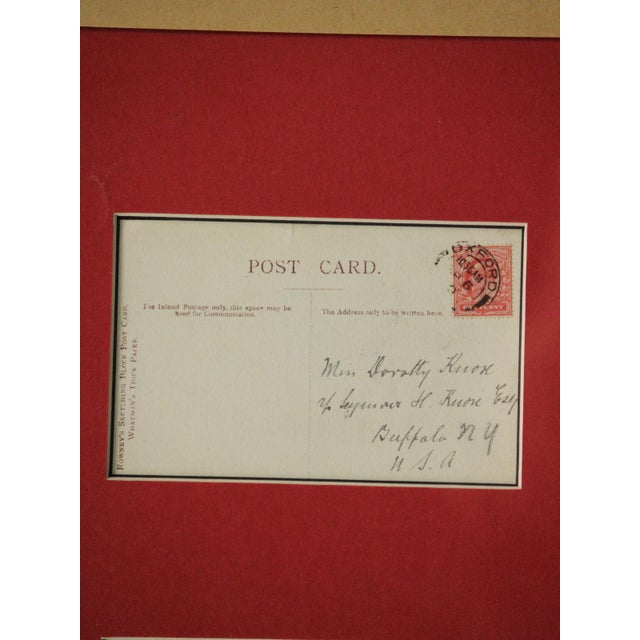 POST CARD.
For Inland Postage only, this space may be
used for Communication.
The Address only to be written here.
OXFORD
PENNY
Miss Dorothy Knox
c/o Seymour H. Knox Esq
Buffalo N Y
U. S. A
ROWNEY'S SKETCHING BLOCK POST CARD.
WHATMAN'S THICK PAPER.